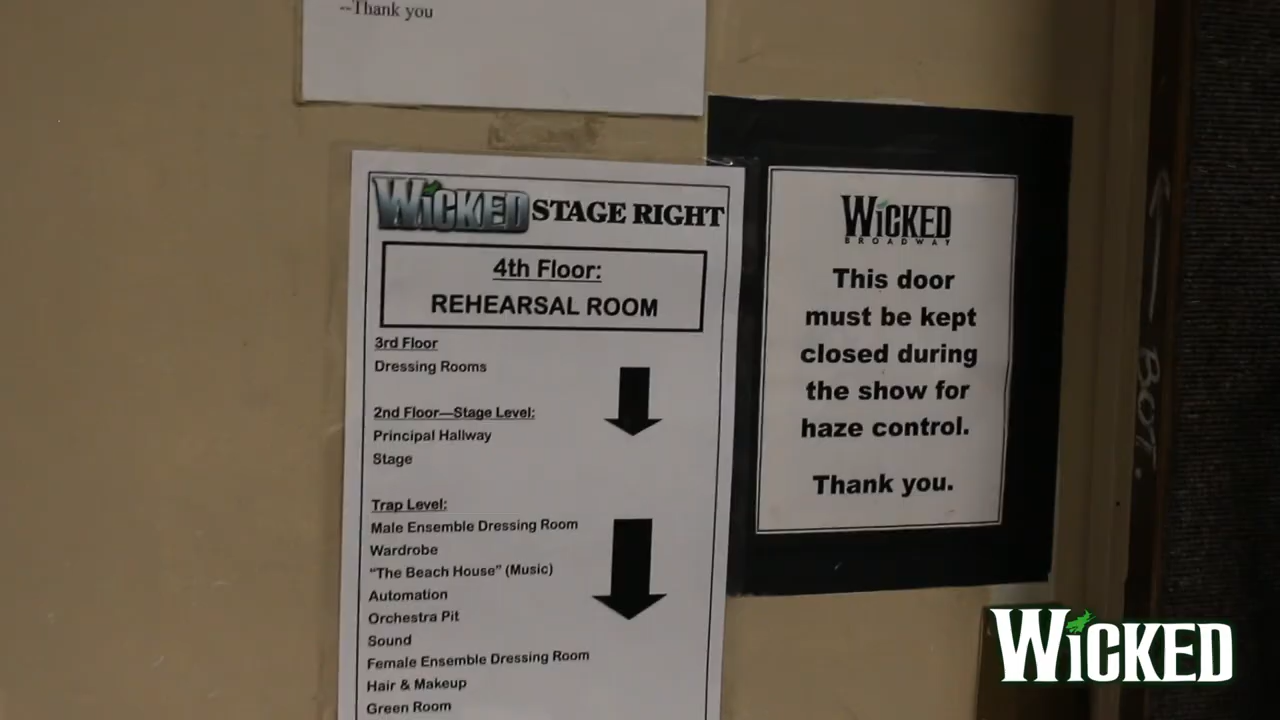 --Thank you
WICKED STAGE RIGHT
4th Floor:
REHEARSAL ROOM
3rd Floor
Dressing Rooms
2nd Floor—Stage Level:
Principal Hallway
Stage
Trap Level:
Male Ensemble Dressing Room
Wardrobe
"The Beach House" (Music)
Automation
Orchestra Pit
Sound
Female Ensemble Dressing Room
Hair & Makeup
Green Room
WICKED
BROADWAY
This door
must be kept
closed during
the show for
haze control.
Thank you.
BOT.
WICKED